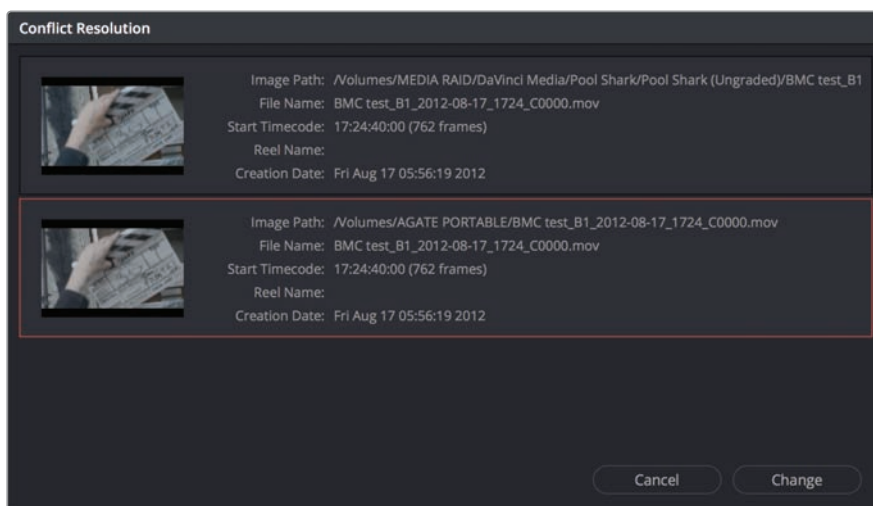 Conflict Resolution
Image Path: /Volumes/MEDIA RAID/DaVinci Media/Pool Shark/Pool Shark (Ungraded)/BMC test_B1
File Name: BMC test_B1_2012-08-17_1724_C0000.mov
Start Timecode: 17:24:40:00 (762 frames)
Reel Name:
Creation Date: Fri Aug 17 05:56:19 2012
Image Path: /Volumes/AGATE PORTABLE/BMC test_B1_2012-08-17_1724_C0000.mov
File Name: BMC test_B1_2012-08-17_1724_C0000.mov
Start Timecode: 17:24:40:00 (762 frames)
Reel Name:
Creation Date: Fri Aug 17 05:56:19 2012
Cancel Change